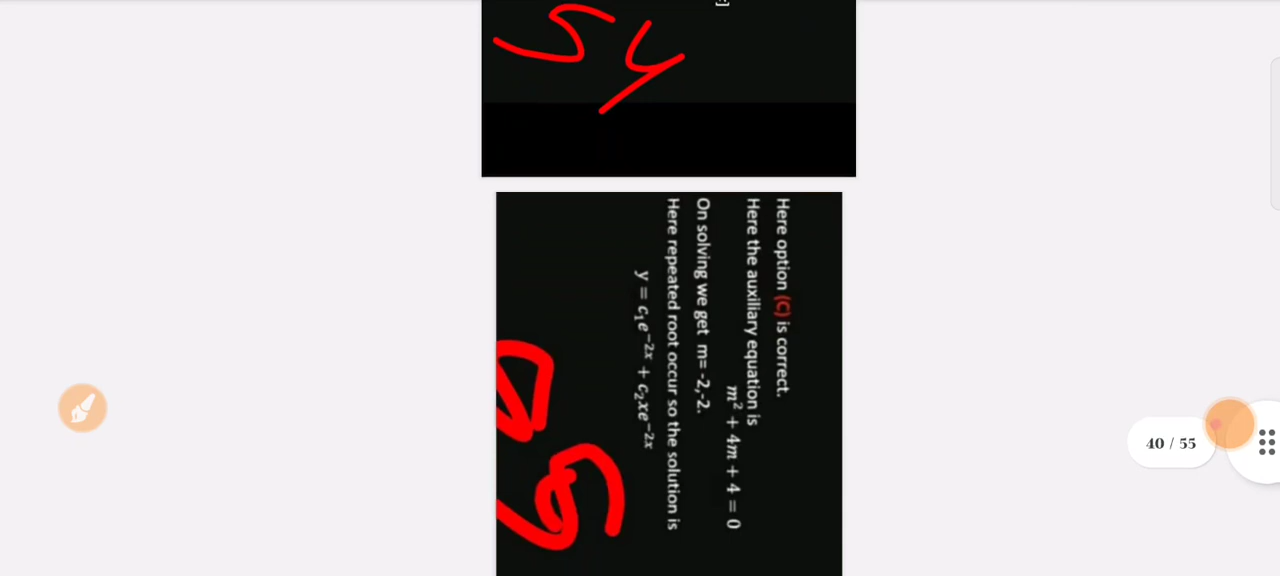 54
Here option (C) is correct.
Here the auxiliary equation is
m² + 4m + 4 = 0
On solving we get m= -2,-2.
Here repeated root occur so the solution is
y = c₁e⁻²ˣ + c₂xe⁻²ˣ
40 / 55